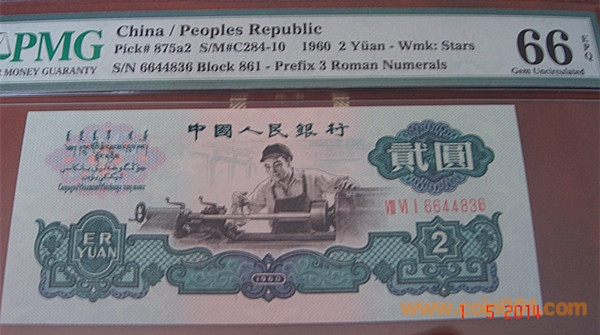 PMG
PAPER MONEY GUARANTY
China / Peoples Republic
Pick# 875a2 S/M#C284-10 1960 2 Yüan - Wmk: Stars
S/N 6644836 Block 861 - Prefix 3 Roman Numerals
66 EPQ
Gem Uncirculated
中國人民銀行
貳圓
VIII VI I 6644836
ER
YUAN
2
1960
1 5 2014